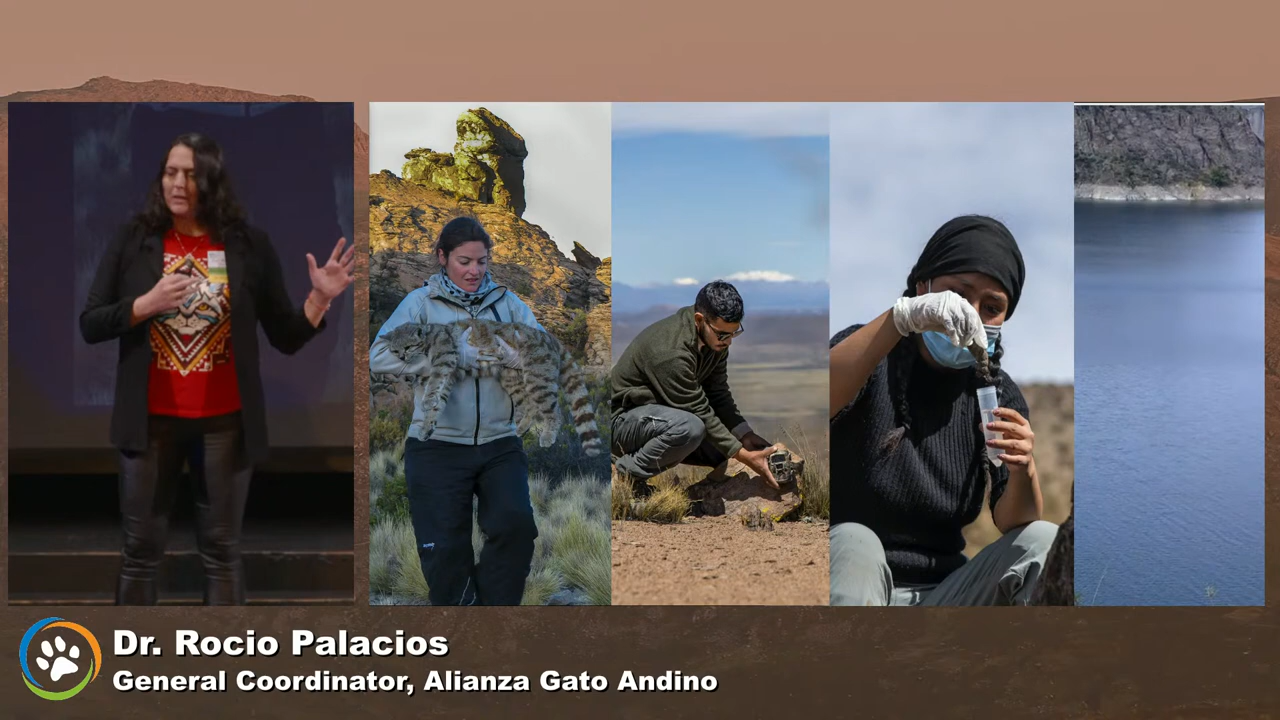 Dr. Rocio Palacios
General Coordinator, Alianza Gato Andino